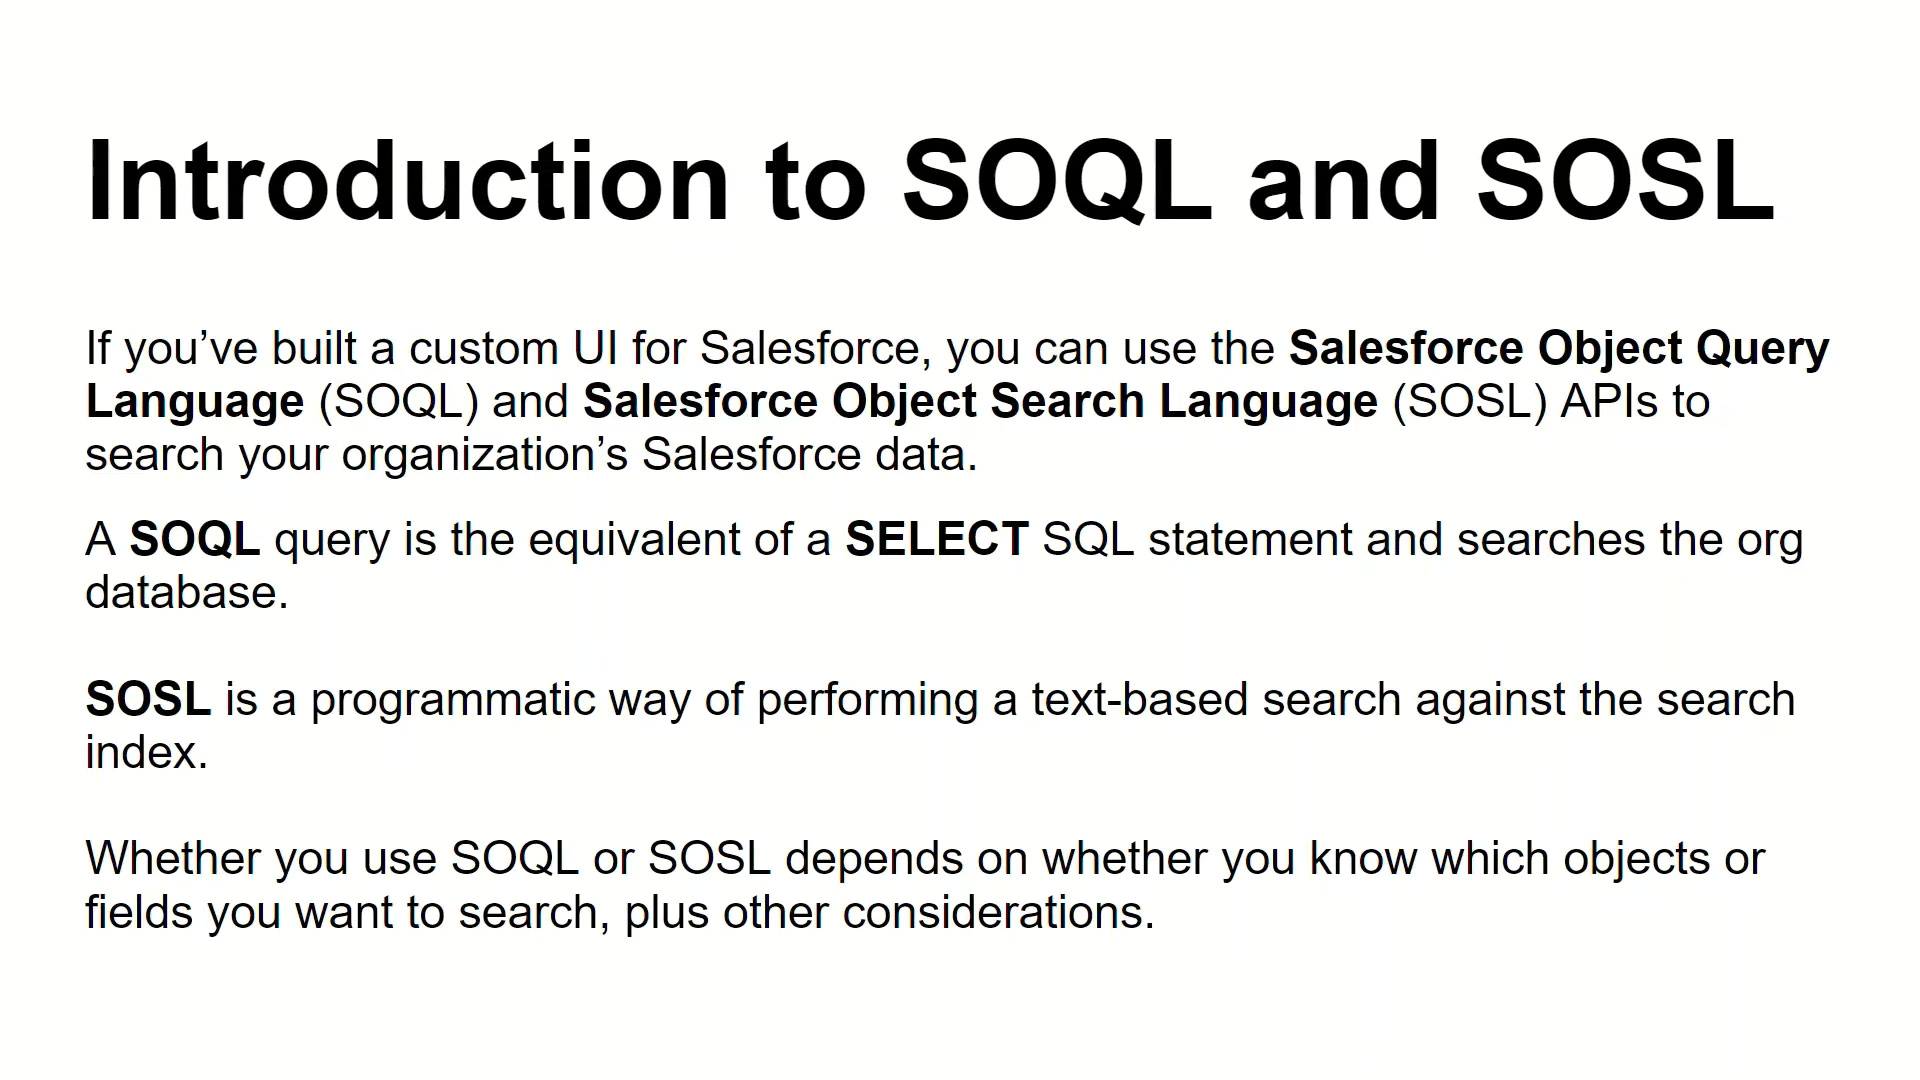 Introduction to SOQL and SOSL
If you’ve built a custom UI for Salesforce, you can use the Salesforce Object Query
Language (SOQL) and Salesforce Object Search Language (SOSL) APIs to
search your organization’s Salesforce data.
A SOQL query is the equivalent of a SELECT SQL statement and searches the org
database.
SOSL is a programmatic way of performing a text-based search against the search
index.
Whether you use SOQL or SOSL depends on whether you know which objects or
fields you want to search, plus other considerations.